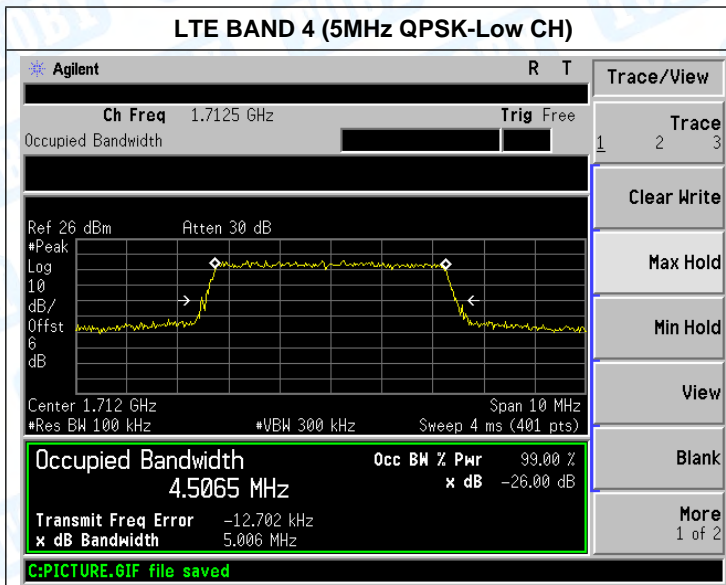 LTE BAND 4 (5MHz QPSK-Low CH)
Agilent R T
Trace/View
Ch Freq 1.7125 GHz Trig Free
Occupied Bandwidth
Trace
1 2 3
Clear Write
Max Hold
Min Hold
View
Blank
More
1 of 2
Ref 26 dBm Atten 30 dB
#Peak
Log
10
dB/
Offst
6
dB
Center 1.712 GHz Span 10 MHz
#Res BW 100 kHz #VBW 300 kHz Sweep 4 ms (401 pts)
Occupied Bandwidth
4.5065 MHz
Occ BW % Pwr 99.00 %
x dB -26.00 dB
Transmit Freq Error -12.702 kHz
x dB Bandwidth 5.006 MHz
C:PICTURE.GIF file saved